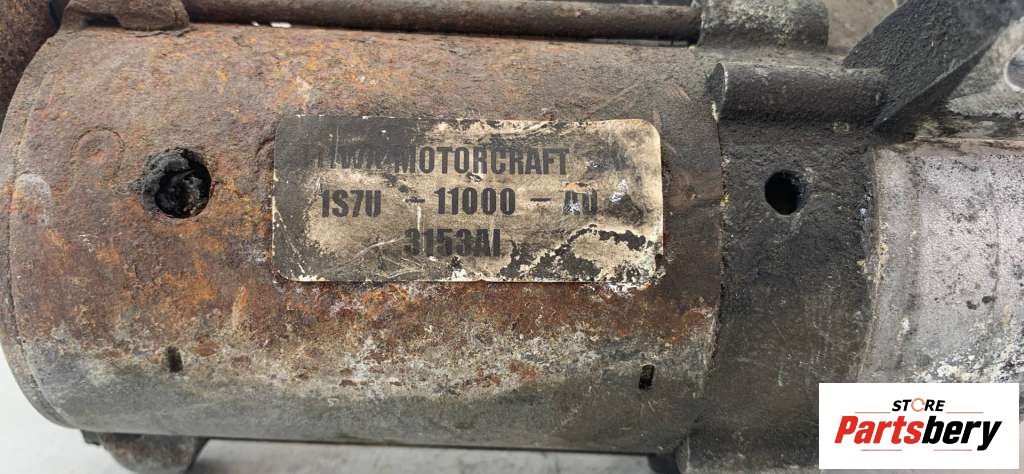 MOTORCRAFT
1S7U - 11000 -
3153AI
STORE
Partsbery